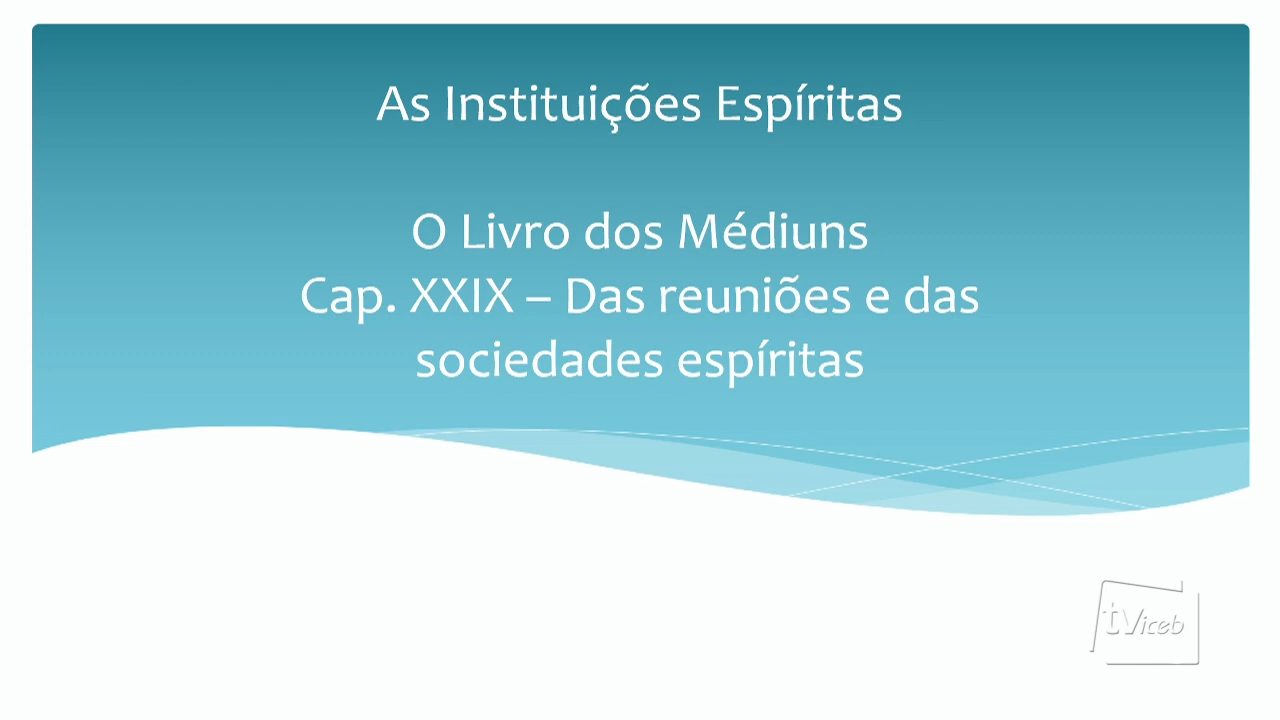 As Instituições Espíritas
O Livro dos Médiuns
Cap. XXIX – Das reuniões e das
sociedades espíritas
tViceb